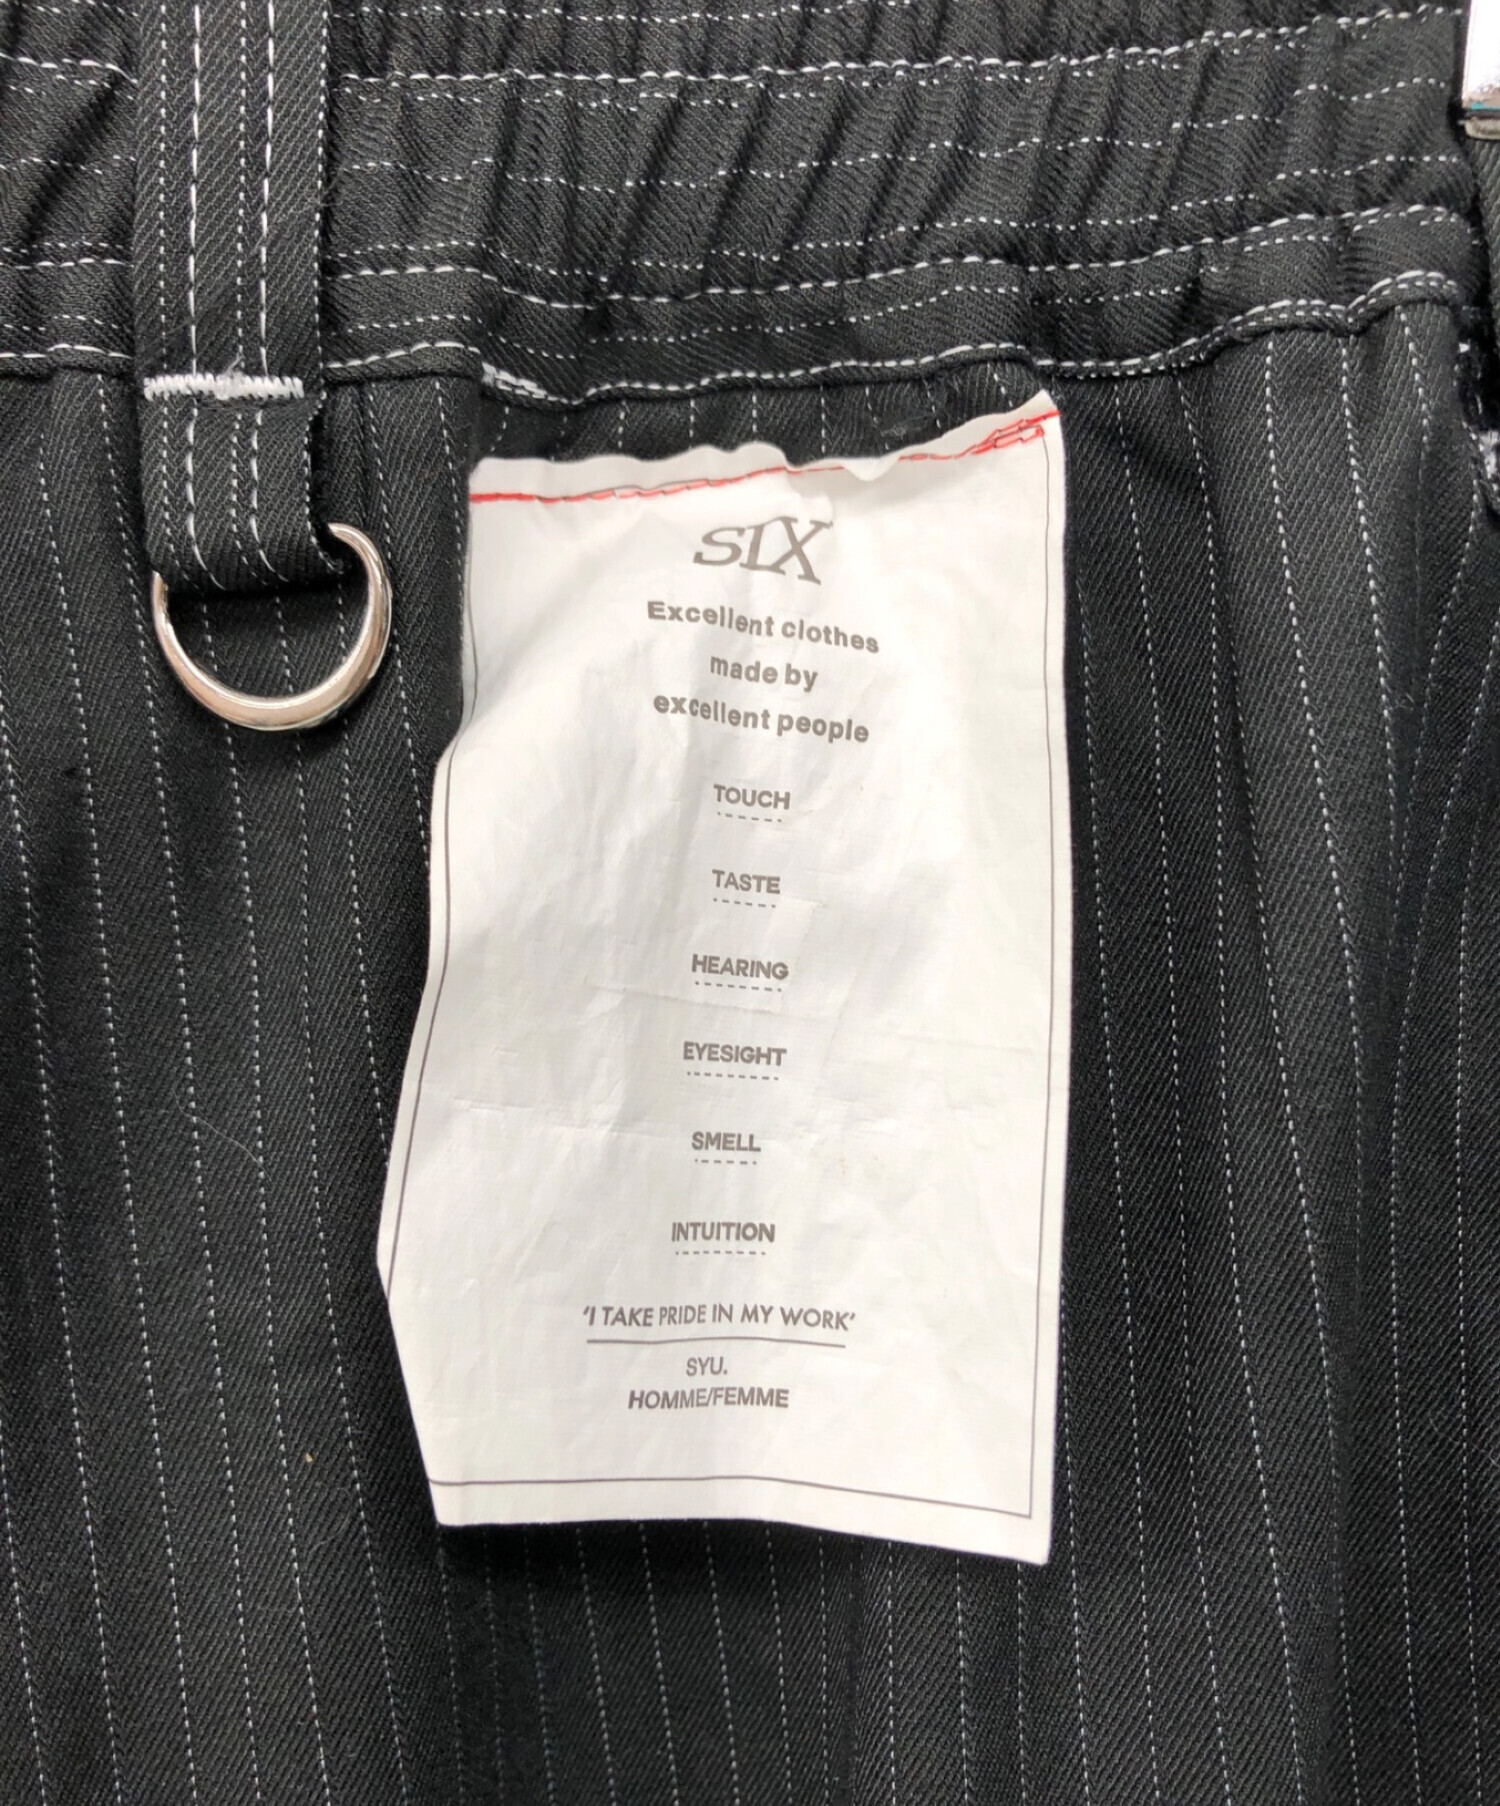 SIX
Excellent clothes
made by
excellent people
TOUCH
TASTE
HEARING
EYESIGHT
SMELL
INTUITION
'I TAKE PRIDE IN MY WORK'
SYU.
HOMME/FEMME